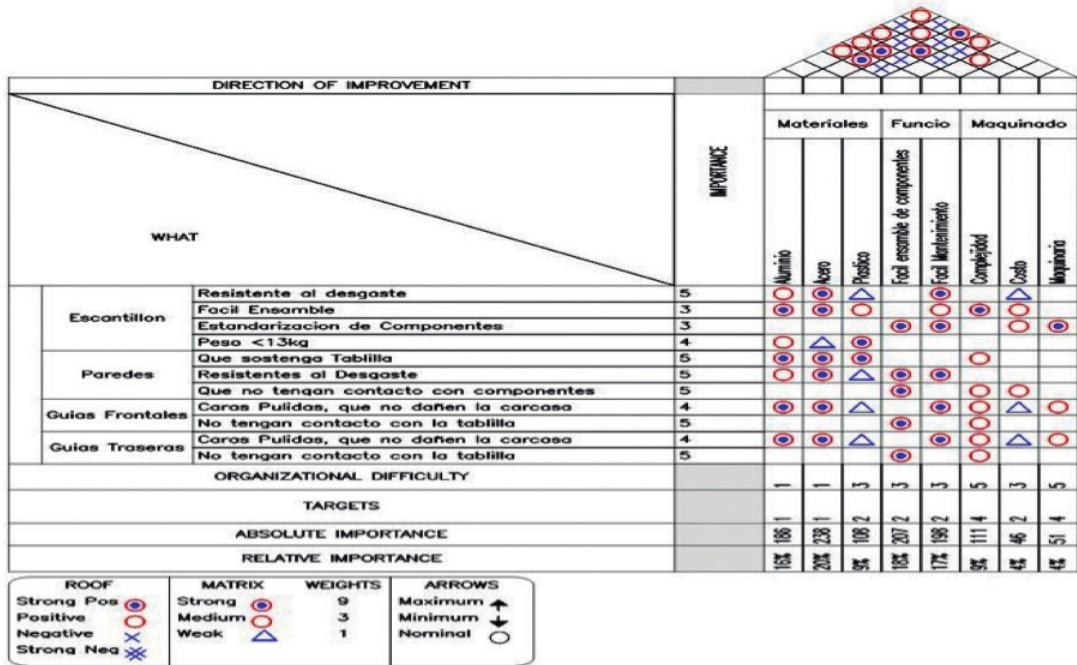 DIRECTION OF IMPROVEMENT
IMPORTANCE
Materiales Funcio Maquinado
WHAT
Aluminio
Acero
Plastico
Facil ensamble de componentes
Facil Mantenimiento
Complejidad
Costo
Maquinaria
Escantillon
Resistente al desgaste 5
Facil Ensamble 3
Estandarizacion de Componentes 3
Peso <13kg 4
Paredes
Que sostenga Tablilla 5
Resistentes al Desgaste 5
Que no tengan contacto con componentes 5
Guias Frontales
Caras Pulidas, que no dañen la carcasa 4
No tengan contacto con la tablilla 5
Guias Traseras
Caras Pulidas, que no dañen la carcasa 4
No tengan contacto con la tablilla 5
ORGANIZATIONAL DIFFICULTY 1 1 3 3 3 5 3 5
TARGETS 1 1 2 2 2 4 2 4
ABSOLUTE IMPORTANCE 186 238 108 207 198 111 46 51
RELATIVE IMPORTANCE 16% 20% 9% 18% 17% 9% 4% 4%
ROOF MATRIX WEIGHTS ARROWS
Strong Pos Strong 9 Maximum
Positive Medium 3 Minimum
Negative Weak 1 Nominal
Strong Neg